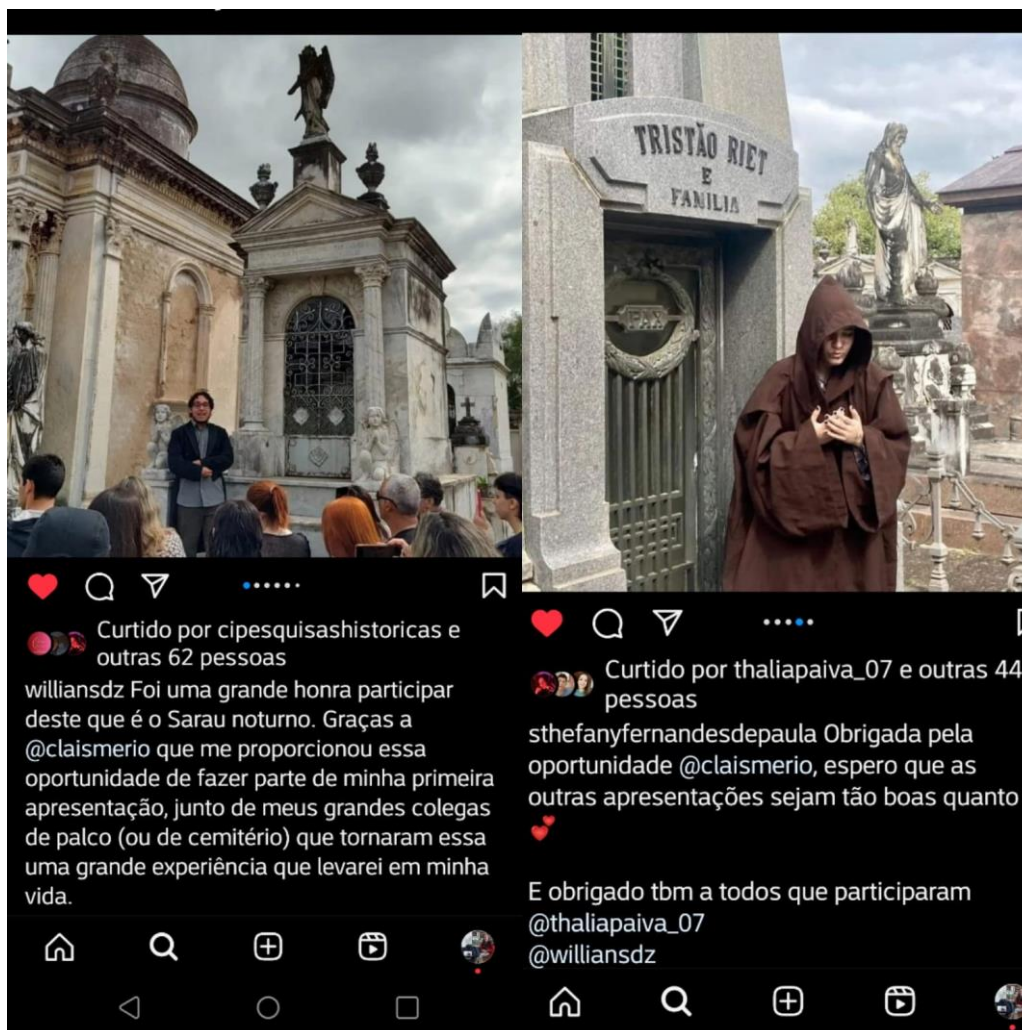 Curtido por cipesquisashistoricas e
outras 62 pessoas
williansdz Foi uma grande honra participar
deste que é o Sarau noturno. Graças a
@claismerio que me proporcionou essa
oportunidade de fazer parte de minha primeira
apresentação, junto de meus grandes colegas
de palco (ou de cemitério) que tornaram essa
uma grande experiência que levarei em minha
vida.
TRISTÃO RIET
E
FAMILIA
PAX
Curtido por thaliapaiva_07 e outras 44
pessoas
sthefanyfernandesdepaula Obrigada pela
oportunidade @claismerio, espero que as
outras apresentações sejam tão boas quanto
💕
E obrigado tbm a todos que participaram
@thaliapaiva_07
@williansdz